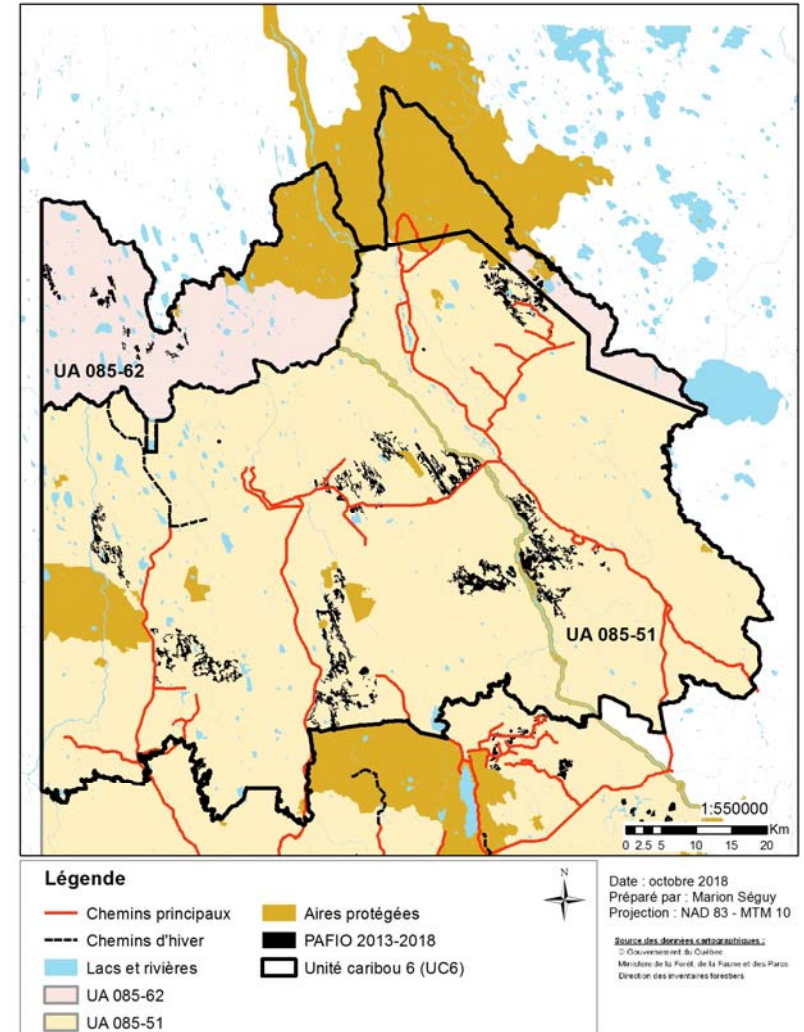 UA 085-62
UA 085-51
1:550000
Km
0 2.5 5 10 15 20
Légende
Chemins principaux
Chemins d'hiver
Lacs et rivières
UA 085-62
UA 085-51
Aires protégées
PAFIO 2013-2018
Unité caribou 6 (UC6)
N
Date : octobre 2018
Préparé par : Marion Séguy
Projection : NAD 83 - MTM 10
Source des données cartographiques :
© Gouvernement du Québec
Ministère de la Forêt, de la Faune et des Parcs
Direction des inventaires forestiers